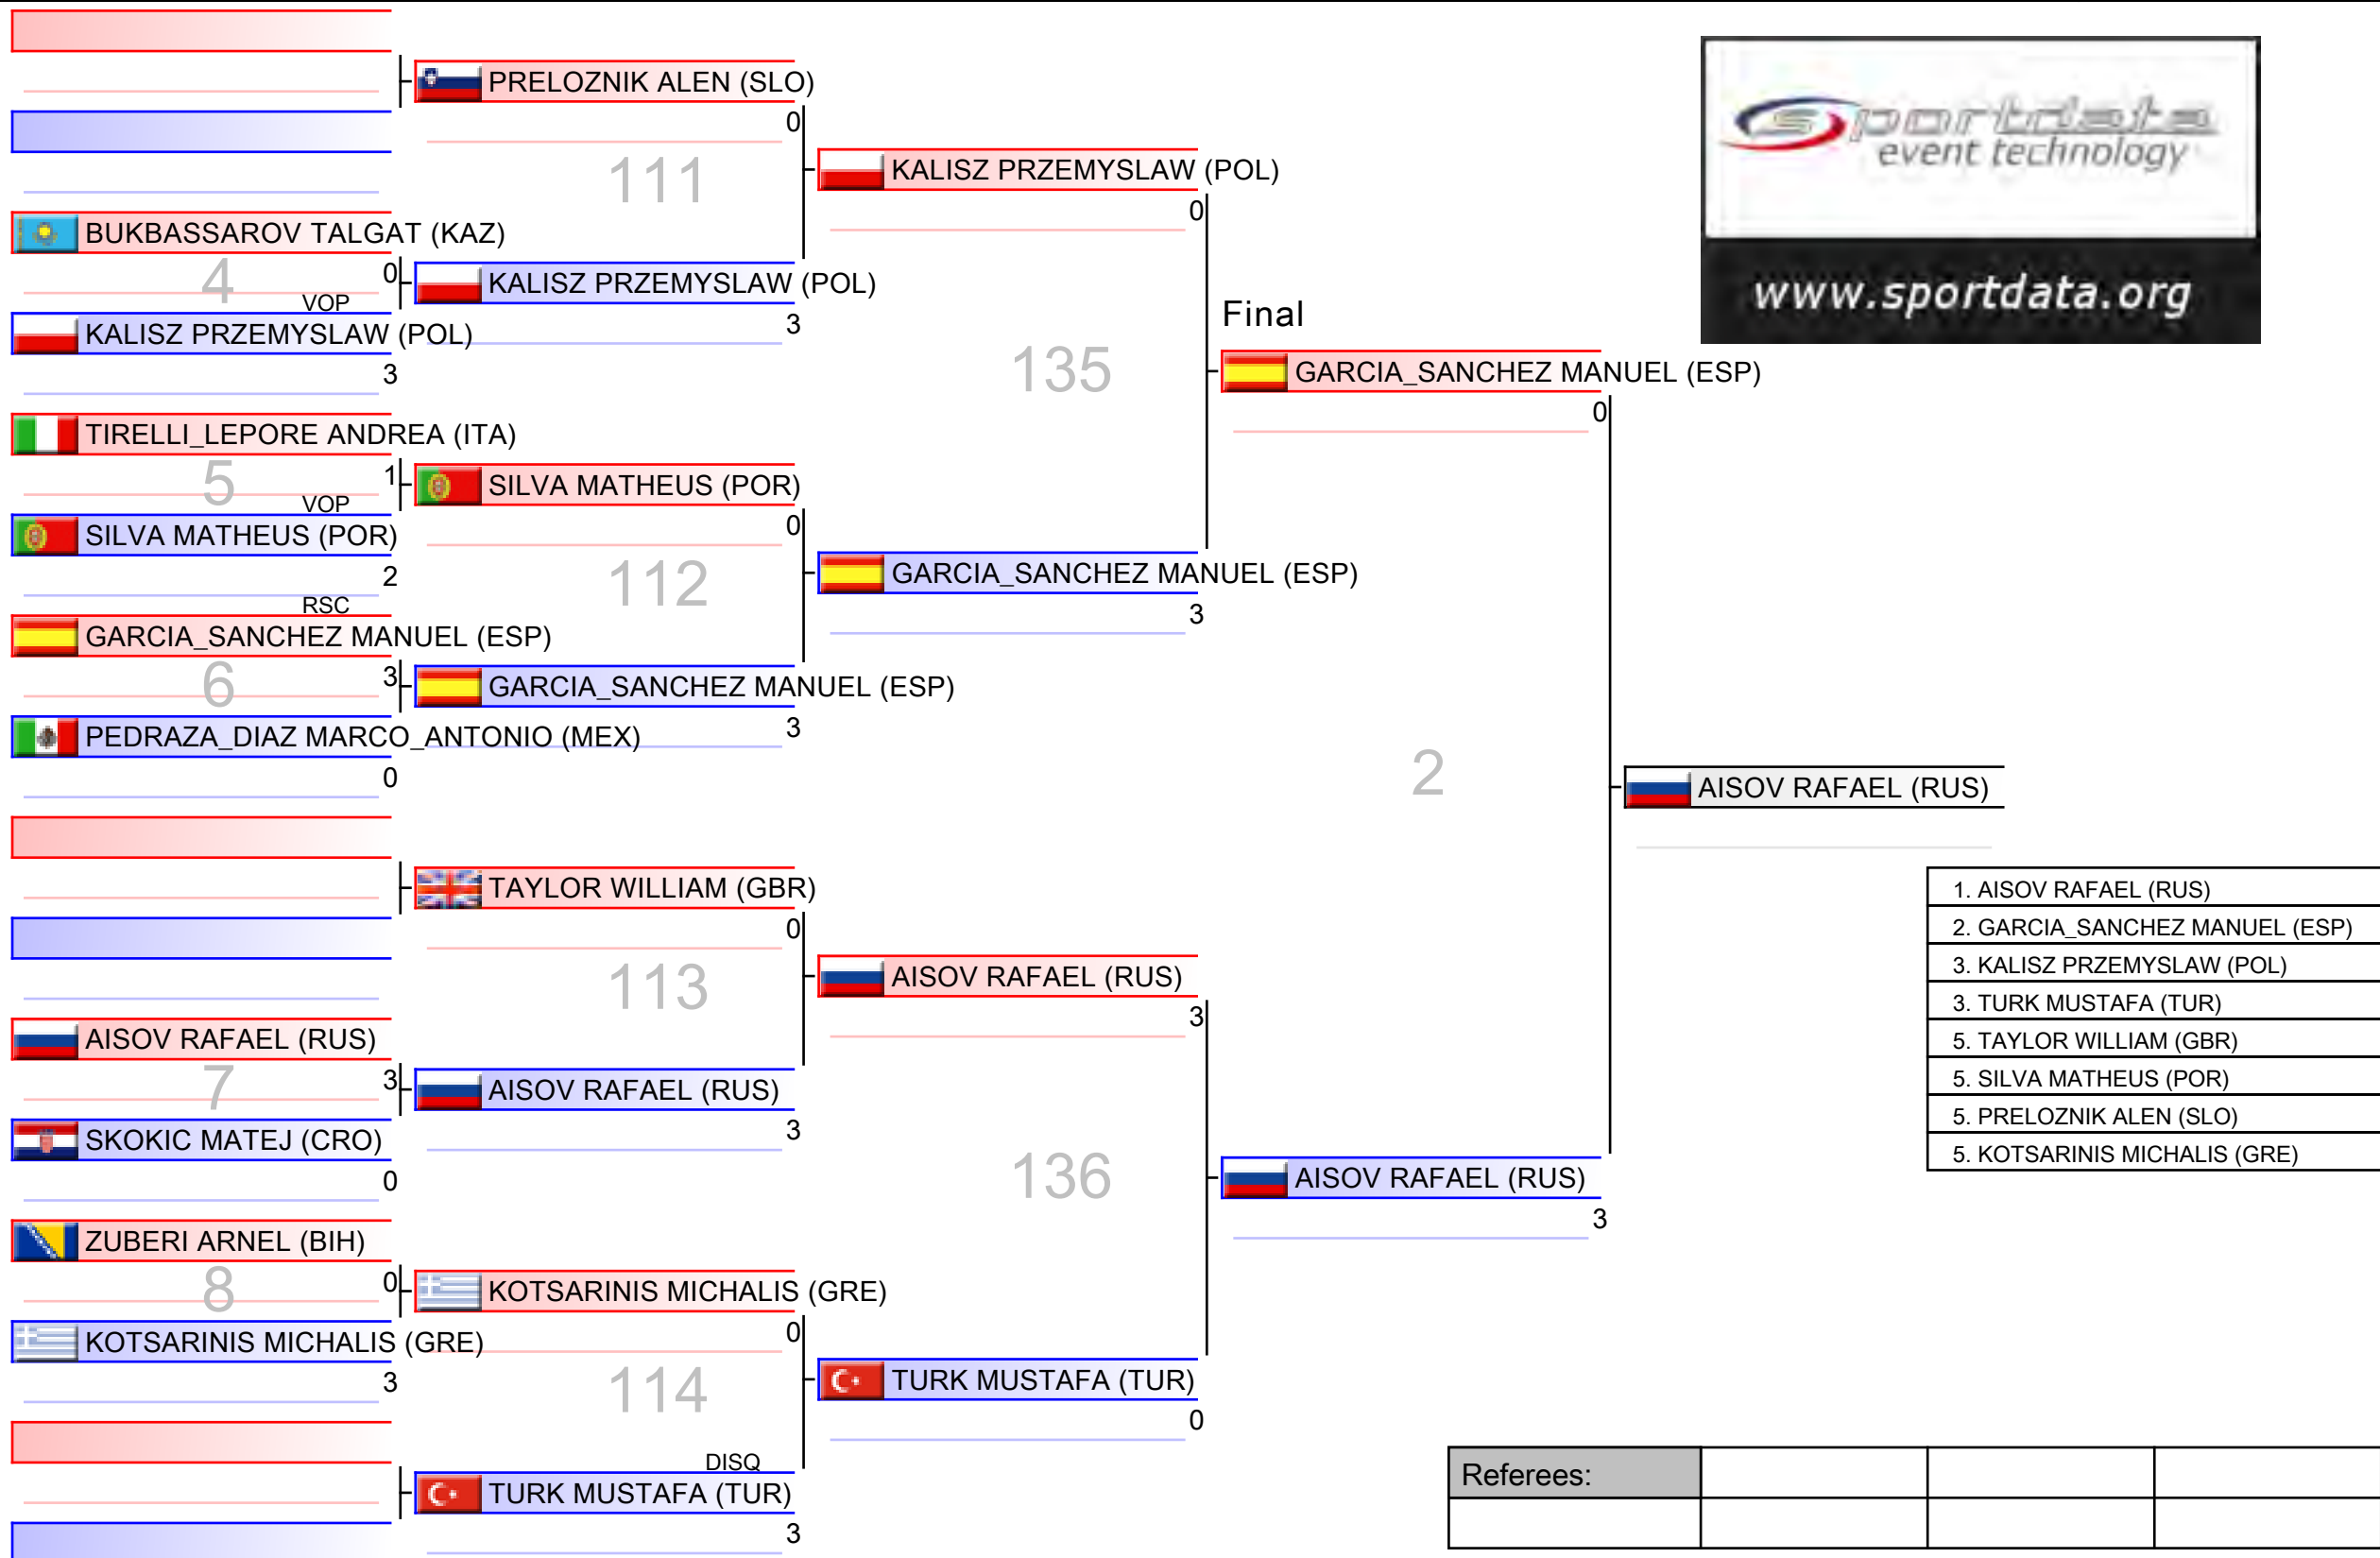 PRELOZNIK ALEN (SLO)
0
111
BUKBASSAROV TALGAT (KAZ)
4
0
VOP
KALISZ PRZEMYSLAW (POL)
3
KALISZ PRZEMYSLAW (POL)
3
TIRELLI_LEPORE ANDREA (ITA)
5
1
VOP
SILVA MATHEUS (POR)
2
SILVA MATHEUS (POR)
0
112
RSC
GARCIA_SANCHEZ MANUEL (ESP)
6
3
PEDRAZA_DIAZ MARCO_ANTONIO (MEX)
0
GARCIA_SANCHEZ MANUEL (ESP)
3
TAYLOR WILLIAM (GBR)
0
113
AISOV RAFAEL (RUS)
7
3
SKOKIC MATEJ (CRO)
0
AISOV RAFAEL (RUS)
3
ZUBERI ARNEL (BIH)
8
0
KOTSARINIS MICHALIS (GRE)
3
KOTSARINIS MICHALIS (GRE)
0
114
DISQ
TURK MUSTAFA (TUR)
3
KALISZ PRZEMYSLAW (POL)
0
135
GARCIA_SANCHEZ MANUEL (ESP)
3
AISOV RAFAEL (RUS)
3
136
TURK MUSTAFA (TUR)
0
Final
GARCIA_SANCHEZ MANUEL (ESP)
0
2
AISOV RAFAEL (RUS)
3
AISOV RAFAEL (RUS)
sportdata
event technology
www.sportdata.org
1. AISOV RAFAEL (RUS)
2. GARCIA_SANCHEZ MANUEL (ESP)
3. KALISZ PRZEMYSLAW (POL)
3. TURK MUSTAFA (TUR)
5. TAYLOR WILLIAM (GBR)
5. SILVA MATHEUS (POR)
5. PRELOZNIK ALEN (SLO)
5. KOTSARINIS MICHALIS (GRE)
Referees: